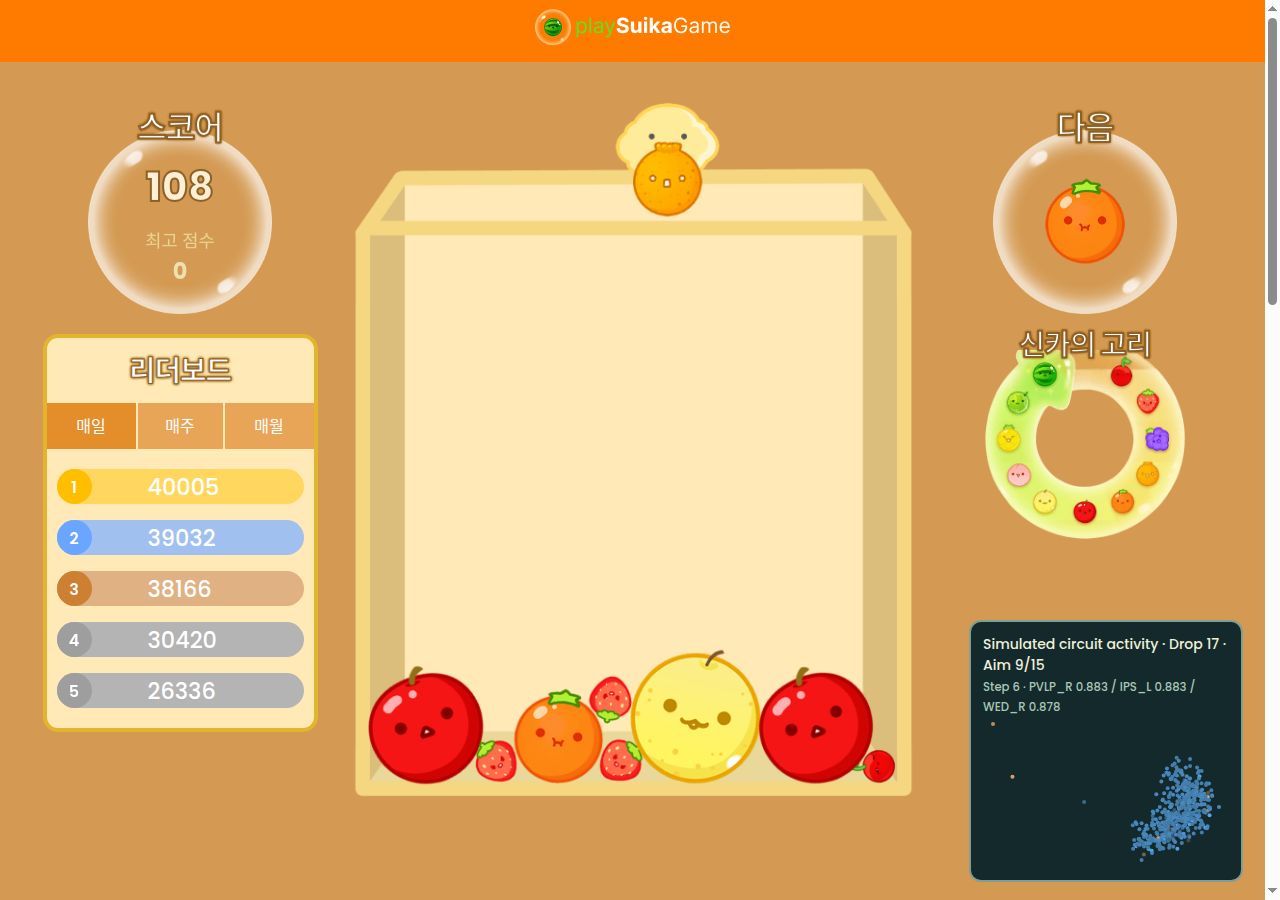 playSuikaGame
스코어
108
최고 점수
0
다음
신카의 고리
리더보드
매일 매주 매월
1 40005
2 39032
3 38166
4 30420
5 26336
Simulated circuit activity · Drop 17 ·
Aim 9/15
Step 6 · PVLP_R 0.883 / IPS_L 0.883 /
WED_R 0.878